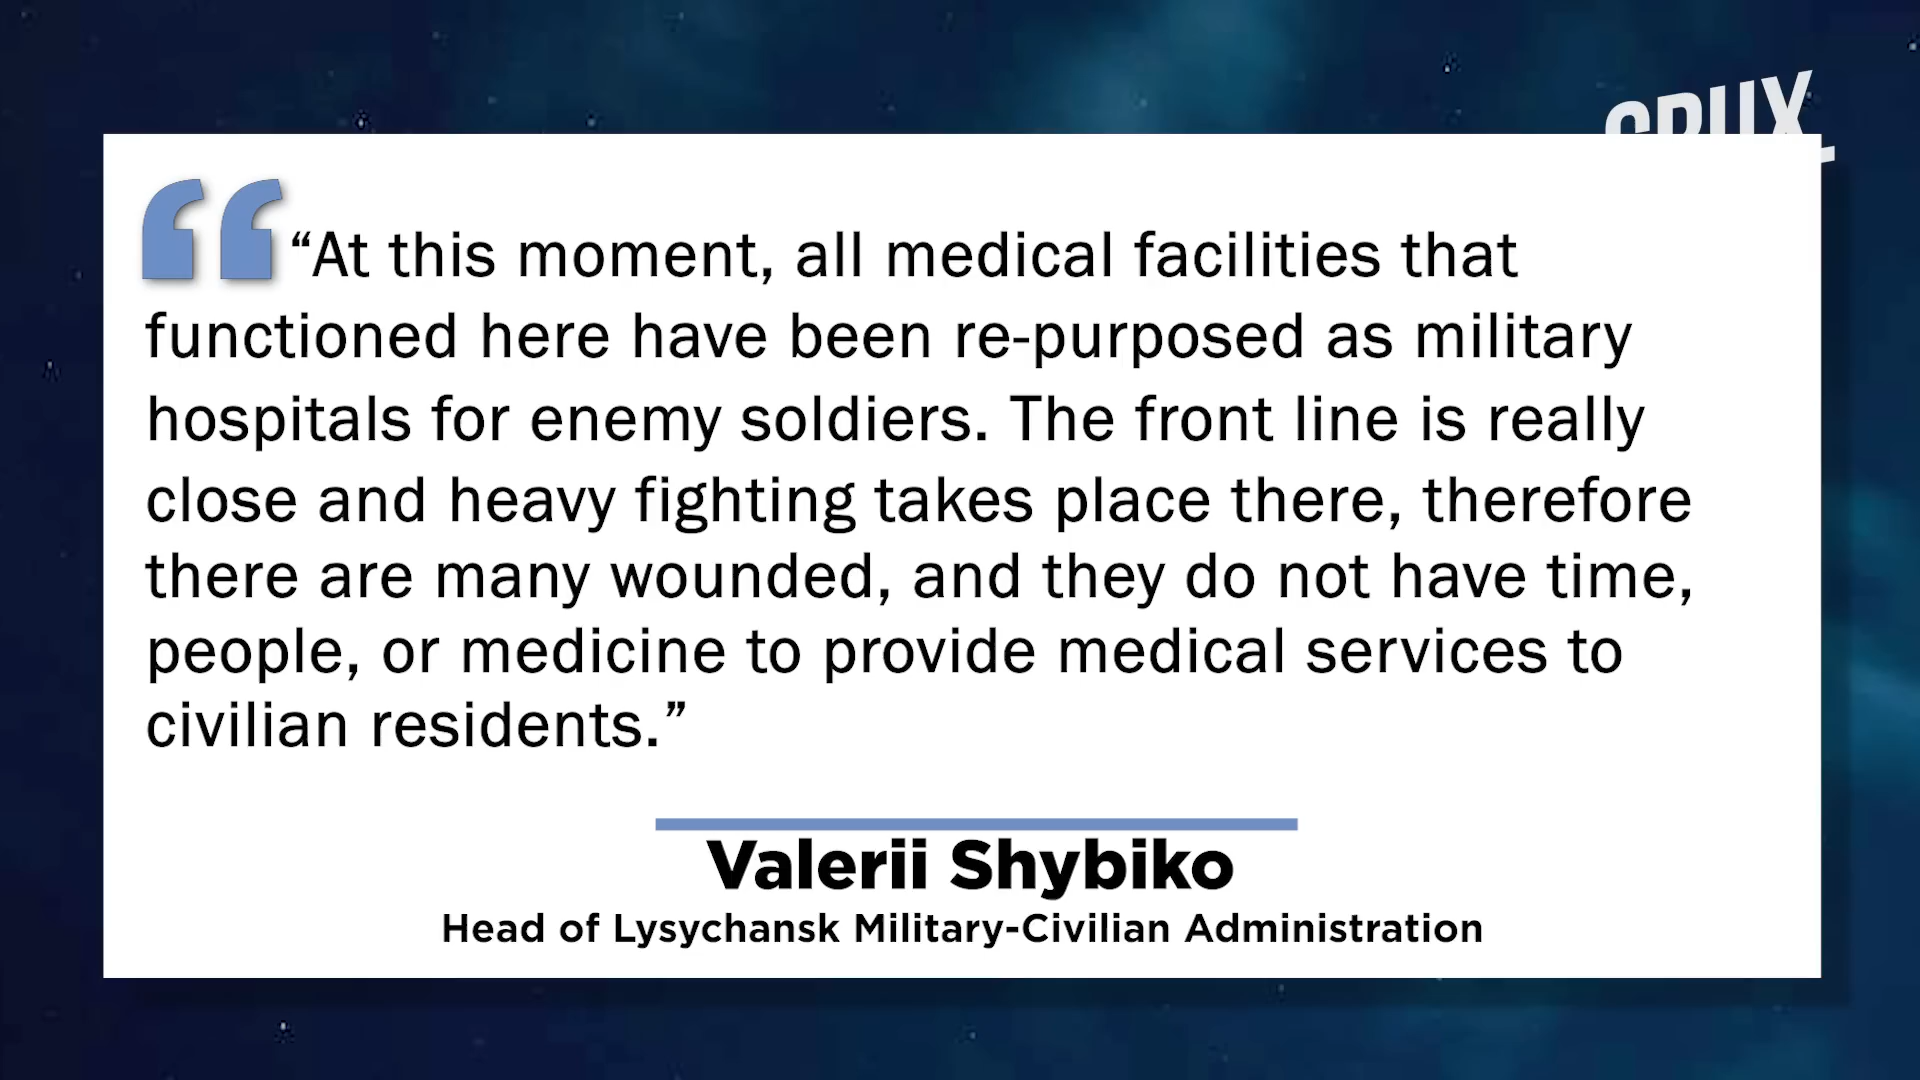 CRUX
“At this moment, all medical facilities that
functioned here have been re-purposed as military
hospitals for enemy soldiers. The front line is really
close and heavy fighting takes place there, therefore
there are many wounded, and they do not have time,
people, or medicine to provide medical services to
civilian residents.”
Valerii Shybiko
Head of Lysychansk Military-Civilian Administration